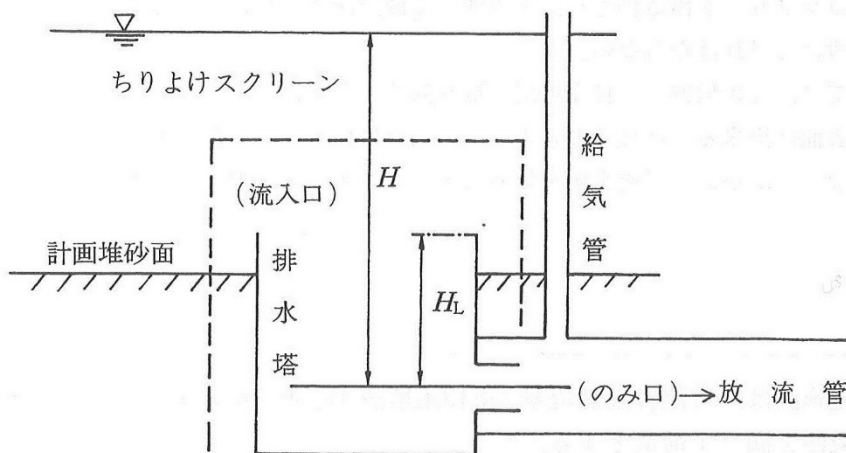 ちりよけスクリーン
(流入口)
H
給気管
計画堆砂面
排水塔
H_L
(のみ口)→放流管